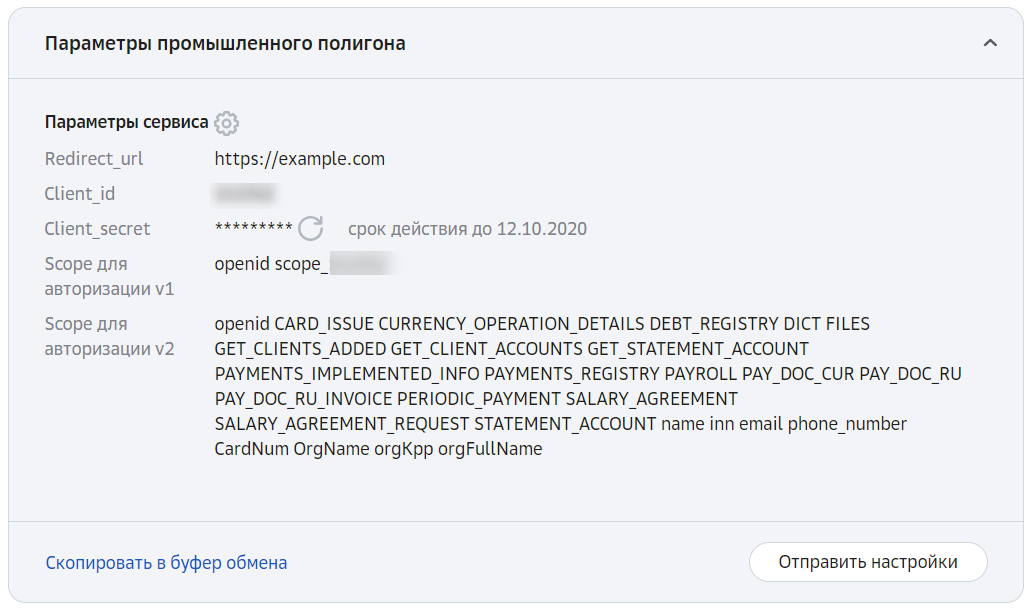 Параметры промышленного полигона
Параметры сервиса
Redirect_url https://example.com
Client_id
Client_secret ********* срок действия до 12.10.2020
Scope для авторизации v1 openid scope_
Scope для авторизации v2 openid CARD_ISSUE CURRENCY_OPERATION_DETAILS DEBT_REGISTRY DICT FILES
GET_CLIENTS_ADDED GET_CLIENT_ACCOUNTS GET_STATEMENT_ACCOUNT
PAYMENTS_IMPLEMENTED_INFO PAYMENTS_REGISTRY PAYROLL PAY_DOC_CUR PAY_DOC_RU
PAY_DOC_RU_INVOICE PERIODIC_PAYMENT SALARY_AGREEMENT
SALARY_AGREEMENT_REQUEST STATEMENT_ACCOUNT name inn email phone_number
CardNum OrgName orgKpp orgFullName
Скопировать в буфер обмена Отправить настройки